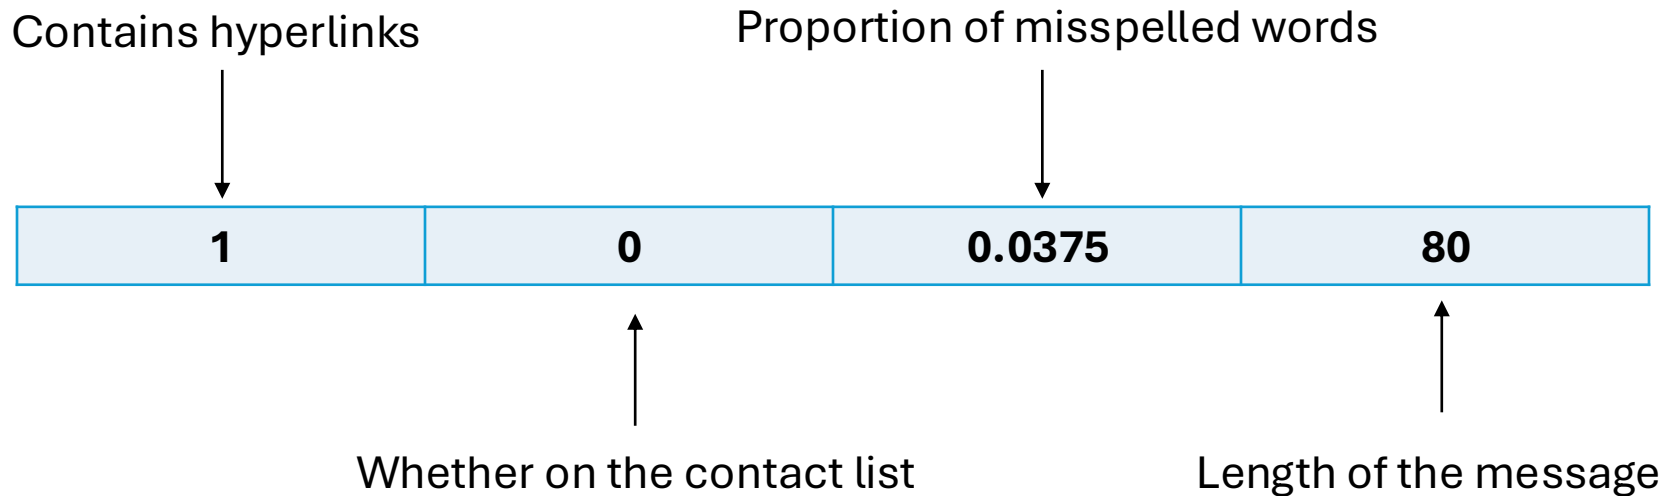 Contains hyperlinks
Proportion of misspelled words
1
0
0.0375
80
Whether on the contact list
Length of the message